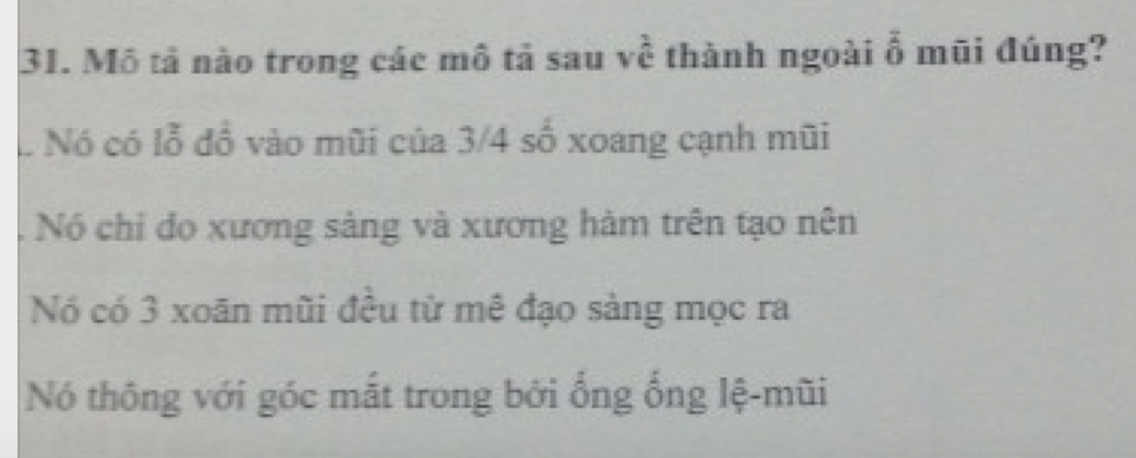 31. Mô tả nào trong các mô tả sau về thành ngoài ổ mũi đúng?
. Nó có lỗ đổ vào mũi của 3/4 số xoang cạnh mũi
. Nó chỉ do xương sàng và xương hàm trên tạo nên
Nó có 3 xoăn mũi đều từ mê đạo sàng mọc ra
Nó thông với góc mắt trong bởi ống ống lệ-mũi